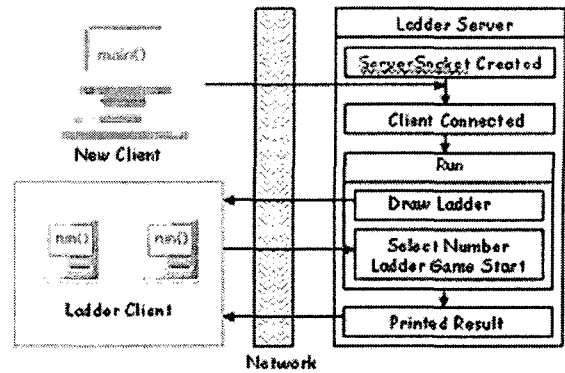 main()
New Client
run()
run()
Ladder Client
Network
Ladder Server
ServerSocket Created
Client Connected
Run
Draw Ladder
Select Number
Ladder Game Start
Printed Result